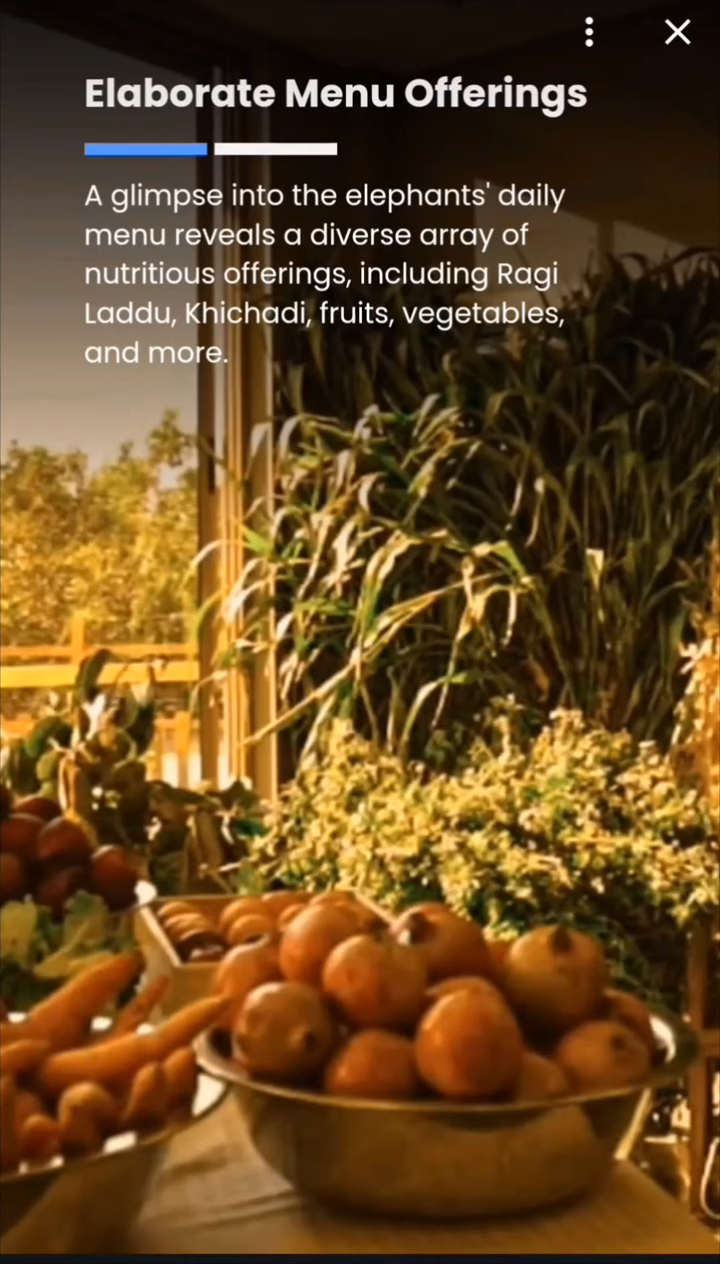 Elaborate Menu Offerings
A glimpse into the elephants' daily
menu reveals a diverse array of
nutritious offerings, including Ragi
Laddu, Khichadi, fruits, vegetables,
and more.